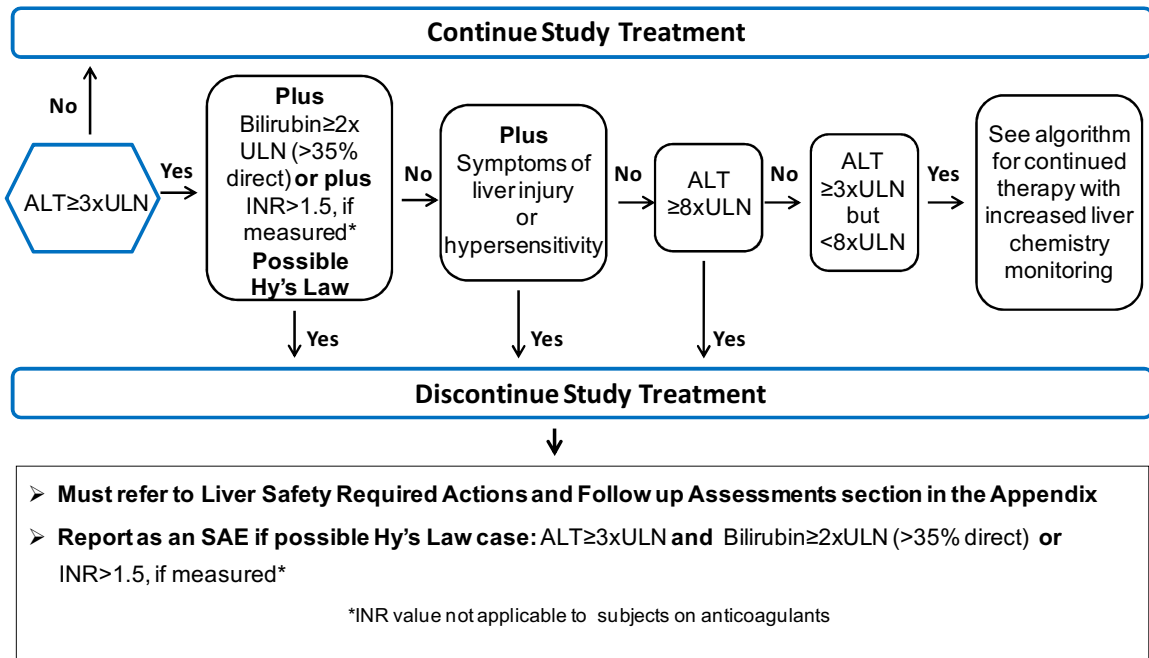 Continue Study Treatment
No
ALT≥3xULN
Yes
Plus
Bilirubin≥2x
ULN (>35%
direct) or plus
INR>1.5, if
measured*
Possible
Hy's Law
No
Yes
Plus
Symptoms of
liver injury
or
hypersensitivity
No
Yes
ALT
≥8xULN
No
Yes
ALT
≥3xULN
but
<8xULN
Yes
See algorithm
for continued
therapy with
increased liver
chemistry
monitoring
Discontinue Study Treatment
➢ Must refer to Liver Safety Required Actions and Follow up Assessments section in the Appendix
➢ Report as an SAE if possible Hy's Law case: ALT≥3xULN and Bilirubin≥2xULN (>35% direct) or
INR>1.5, if measured*
*INR value not applicable to subjects on anticoagulants